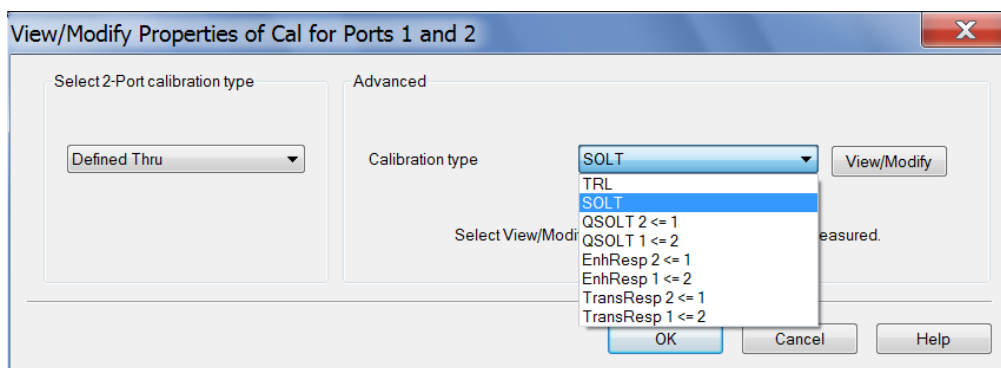 View/Modify Properties of Cal for Ports 1 and 2
X
Select 2-Port calibration type
Advanced
Defined Thru
Calibration type
SOLT
View/Modify
TRL
SOLT
QSOLT 2 <= 1
QSOLT 1 <= 2
EnhResp 2 <= 1
EnhResp 1 <= 2
TransResp 2 <= 1
TransResp 1 <= 2
Select View/Modi
easured.
OK
Cancel
Help